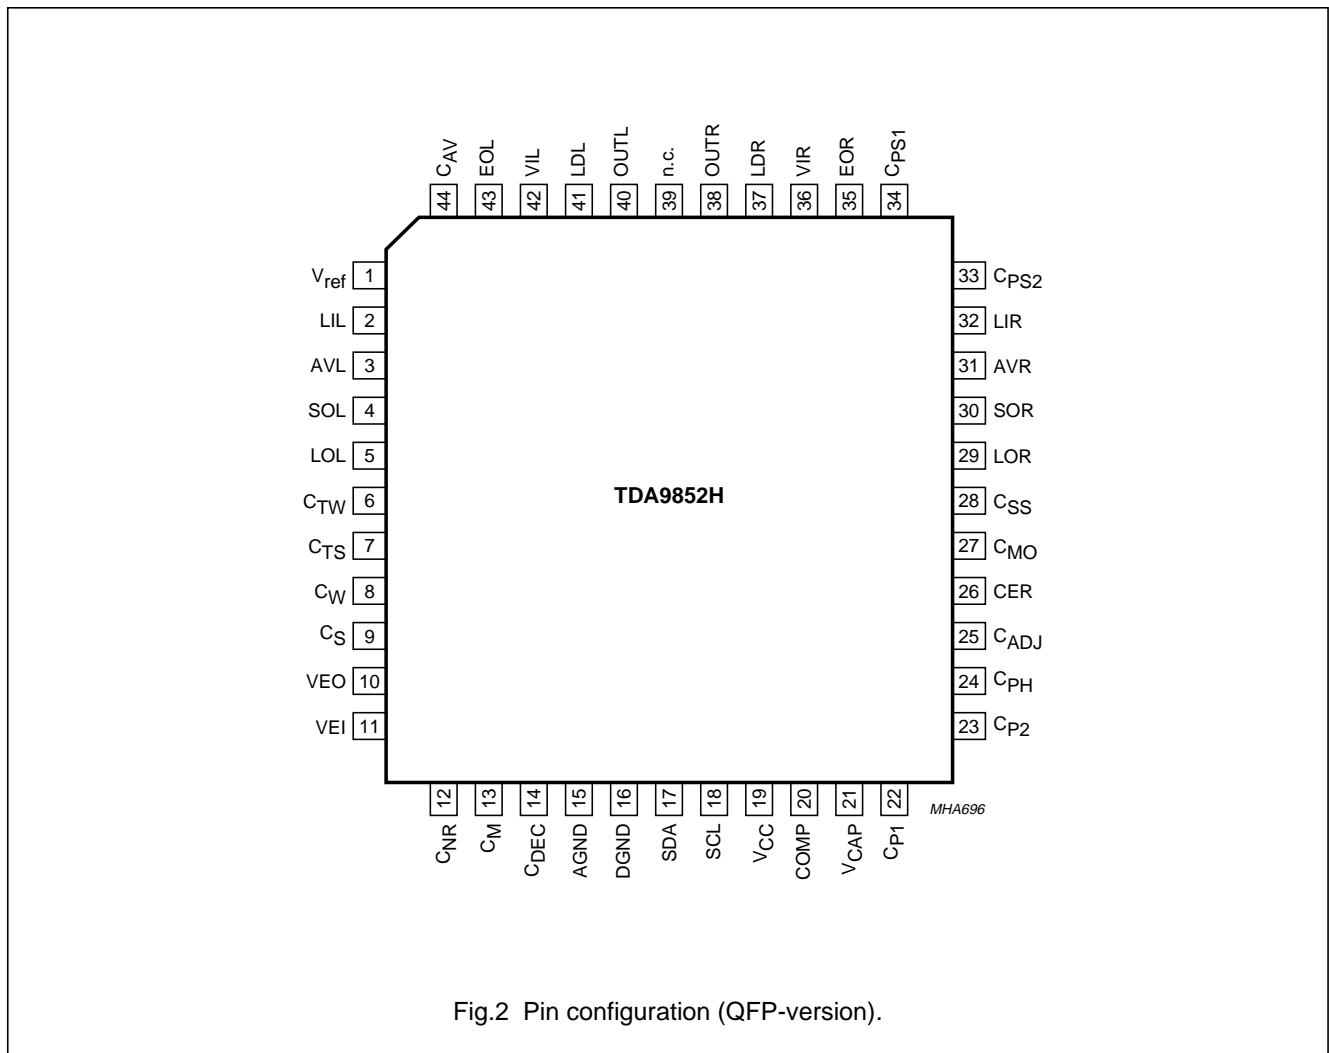 C_AV EOL VIL LDL OUTL n.c. OUTR LDR VIR EOR C_PS1
44 43 42 41 40 39 38 37 36 35 34
V_ref 1 33 C_PS2
LIL 2 32 LIR
AVL 3 31 AVR
SOL 4 30 SOR
LOL 5 29 LOR
TDA9852H
C_TW 6 28 C_SS
C_TS 7 27 C_MO
C_W 8 26 CER
C_S 9 25 C_ADJ
VEO 10 24 C_PH
VEI 11 23 C_P2
12 13 14 15 16 17 18 19 20 21 22
C_NR C_M C_DEC AGND DGND SDA SCL V_CC COMP V_CAP C_P1
MHA696
Fig.2 Pin configuration (QFP-version).